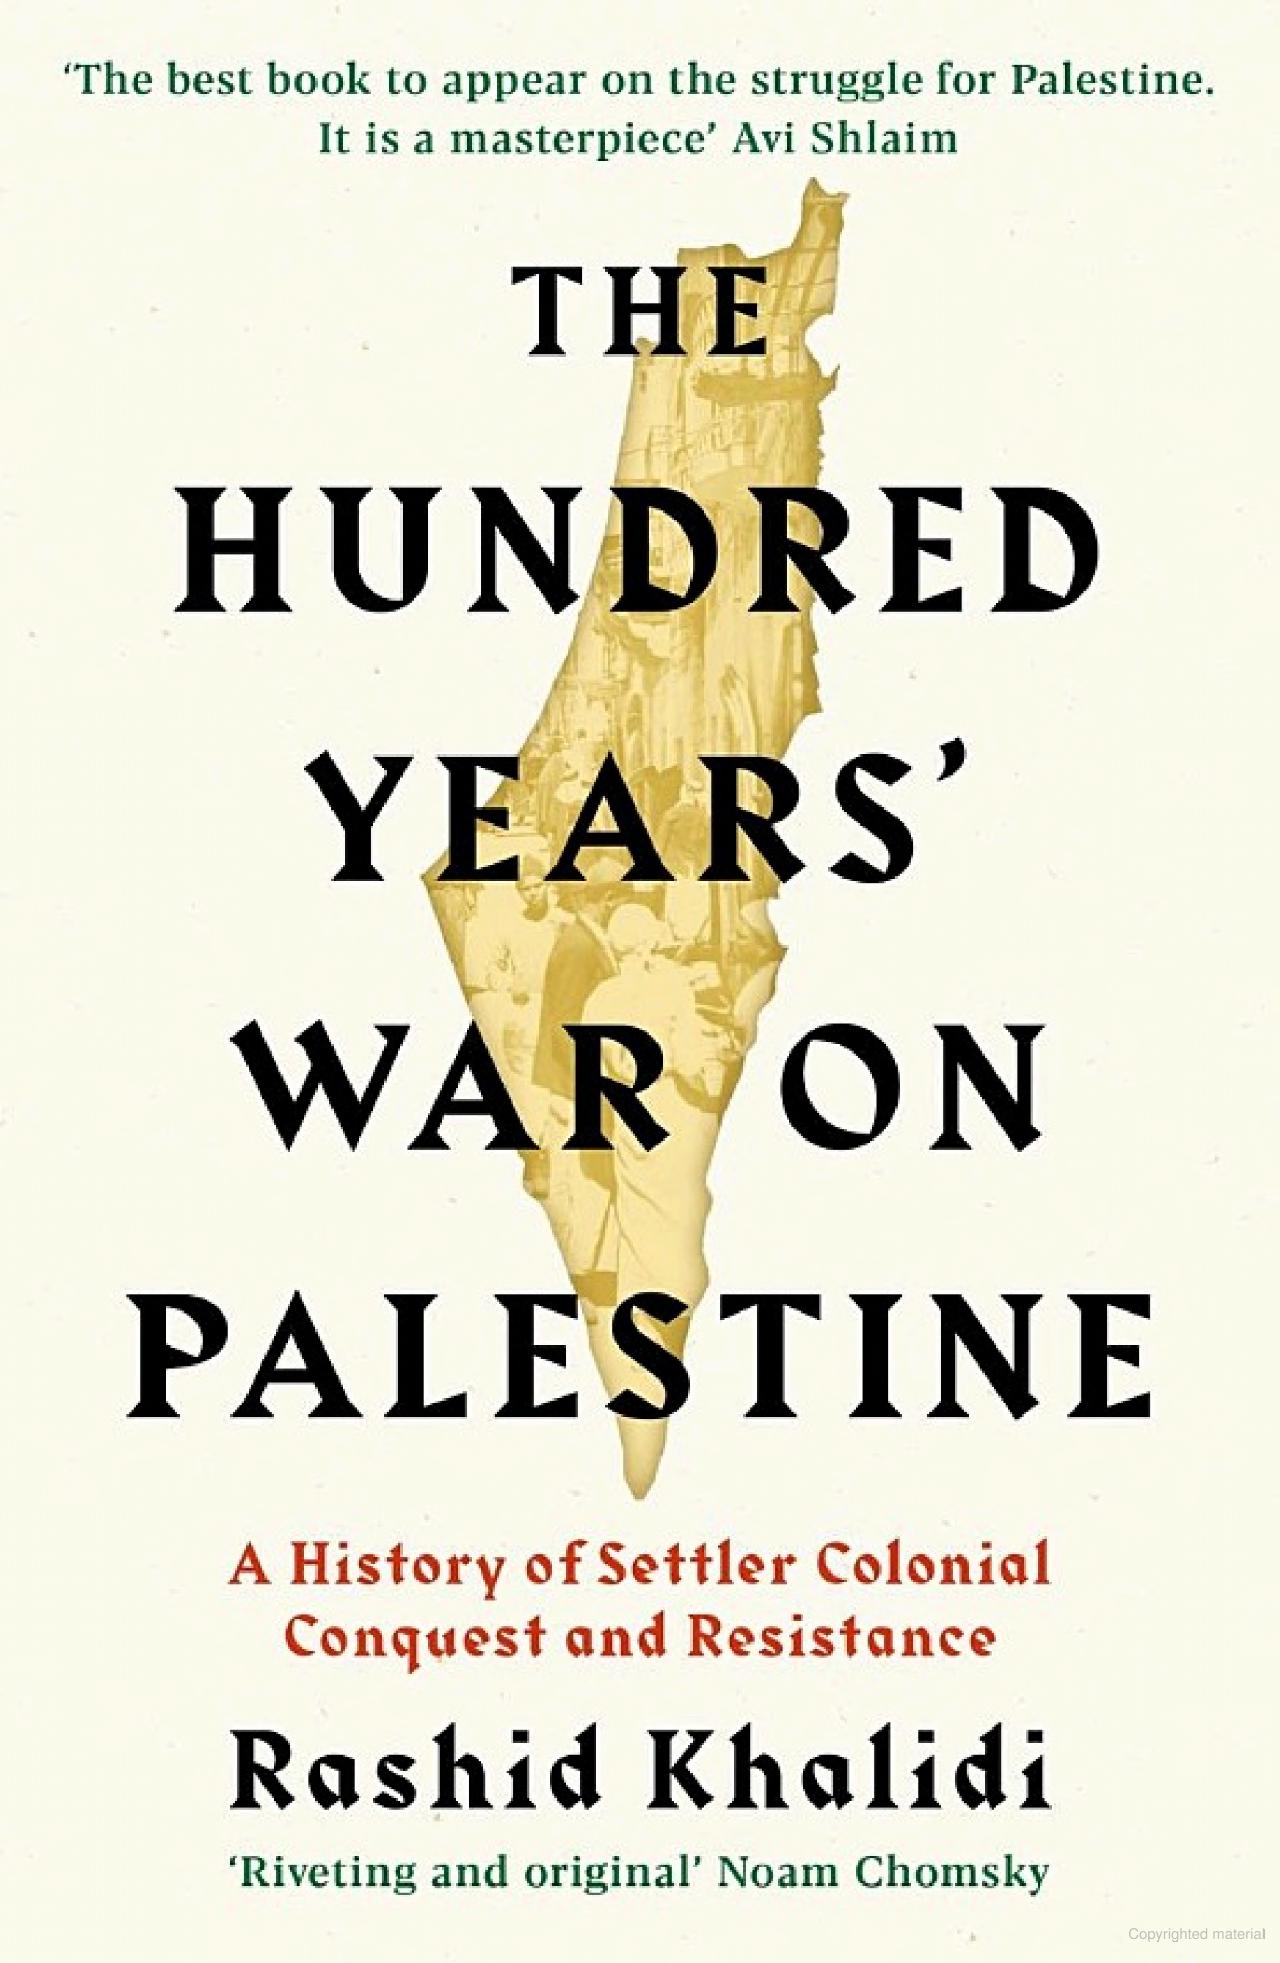 ‘The best book to appear on the struggle for Palestine.
It is a masterpiece’ Avi Shlaim
THE
HUNDRED
YEARS’
WAR ON
PALESTINE
A History of Settler Colonial
Conquest and Resistance
Rashid Khalidi
‘Riveting and original’ Noam Chomsky
Copyrighted material